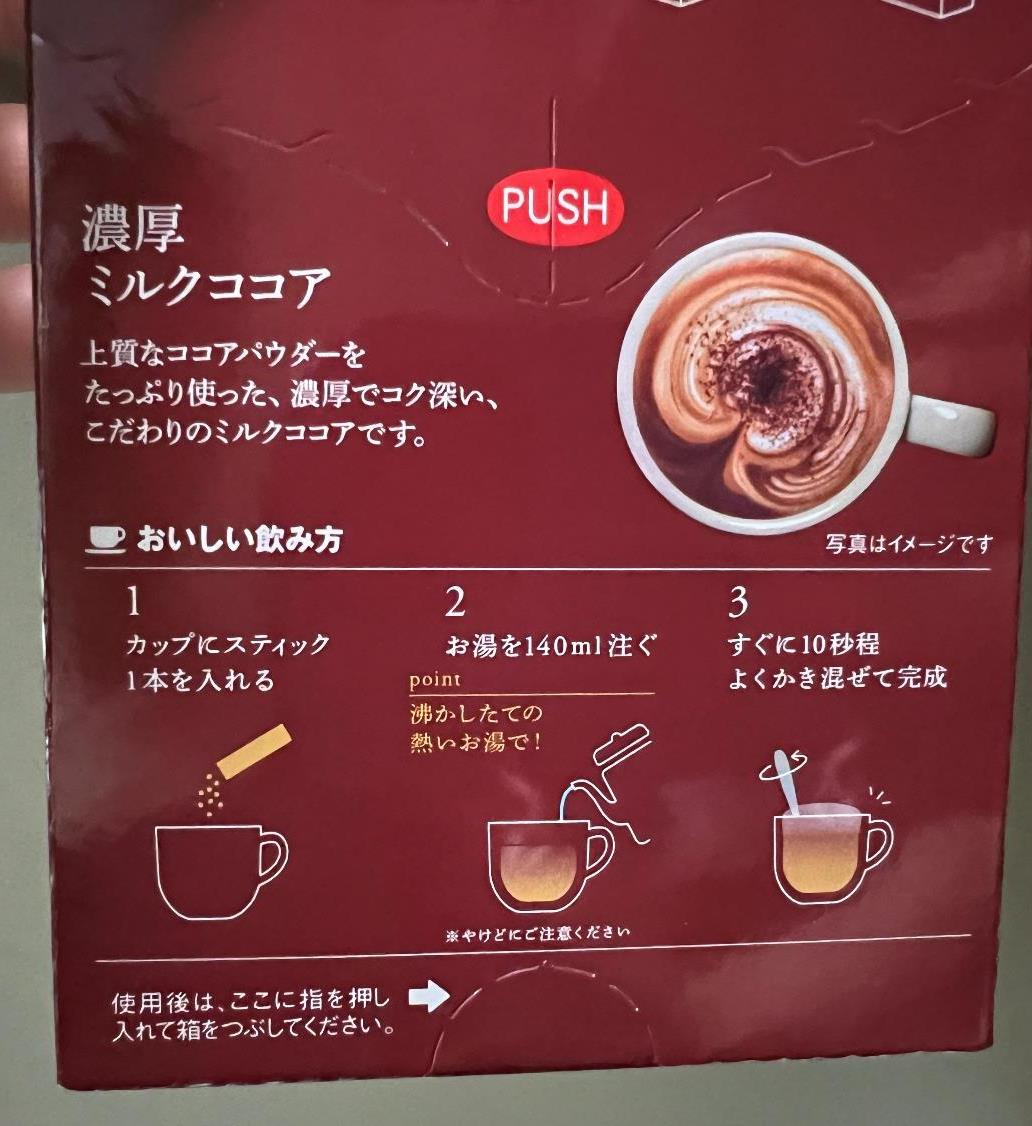 PUSH
濃厚
ミルクココア
上質なココアパウダーを
たっぷり使った、濃厚でコク深い、
こだわりのミルクココアです。
おいしい飲み方
写真はイメージです
1
カップにスティック
1本を入れる
2
お湯を140ml注ぐ
point
沸かしたての
熱いお湯で!
3
すぐに10秒程
よくかき混ぜて完成
※やけどにご注意ください
使用後は、ここに指を押し
入れて箱をつぶしてください。